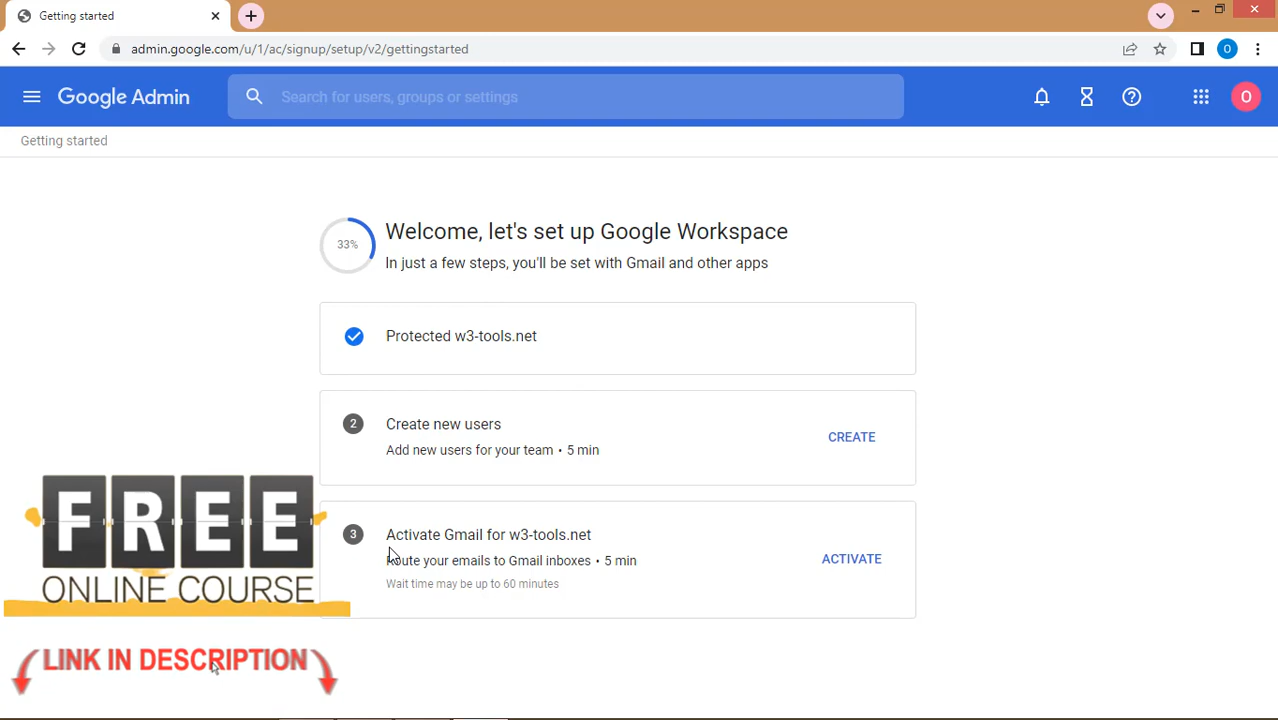 Getting started
admin.google.com/u/1/ac/signup/setup/v2/gettingstarted
O
Google Admin
Search for users, groups or settings
O
Getting started
33%
Welcome, let's set up Google Workspace
In just a few steps, you'll be set with Gmail and other apps
Protected w3-tools.net
2
Create new users
Add new users for your team • 5 min
CREATE
3
Activate Gmail for w3-tools.net
Route your emails to Gmail inboxes • 5 min
Wait time may be up to 60 minutes
ACTIVATE
FREE
ONLINE COURSE
LINK IN DESCRIPTION